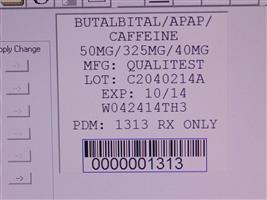 pply Change
BUTALBITAL/APAP/
CAFFEINE
50MG/325MG/40MG
MFG: QUALITEST
LOT: C2040214A
EXP: 10/14
W042414TH3
PDM: 1313 RX ONLY
0000001313